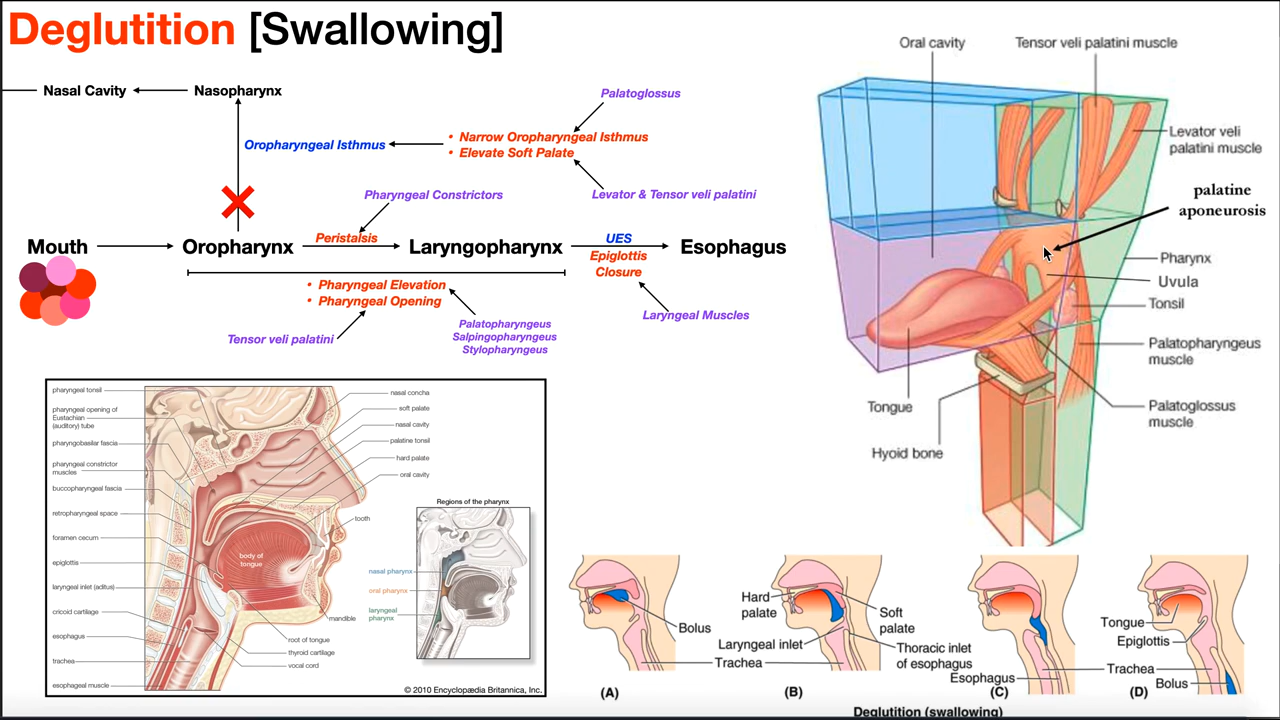 Deglutition [Swallowing]
Nasal Cavity
Nasopharynx
Palatoglossus
Oropharyngeal Isthmus
• Narrow Oropharyngeal Isthmus
• Elevate Soft Palate
Pharyngeal Constrictors
Levator & Tensor veli palatini
Mouth
Oropharynx
Peristalsis
Laryngopharynx
UES
Epiglottis
Closure
Esophagus
• Pharyngeal Elevation
• Pharyngeal Opening
Laryngeal Muscles
Tensor veli palatini
Palatopharyngeus
Salpingopharyngeus
Stylopharyngeus
Oral cavity
Tensor veli palatini muscle
Levator veli
palatini muscle
palatine
aponeurosis
Pharynx
Uvula
Tonsil
Palatopharyngeus
muscle
Palatoglossus
muscle
Tongue
Hyoid bone
pharyngeal tonsil
pharyngeal opening of
Eustachian
(auditory) tube
pharyngobasilar fascia
pharyngeal constrictor
muscles
buccopharyngeal fascia
retropharyngeal space
foramen cecum
epiglottis
laryngeal inlet (aditus)
cricoid cartilage
esophagus
trachea
esophageal muscle
nasal concha
soft palate
nasal cavity
palatine tonsil
hard palate
oral cavity
tooth
body of
tongue
mandible
root of tongue
thyroid cartilage
vocal cord
Regions of the pharynx
nasal pharynx
oral pharynx
laryngeal
pharynx
© 2010 Encyclopædia Britannica, Inc.
Bolus
Trachea
(A)
Hard
palate
Soft
palate
Laryngeal inlet
Thoracic inlet
of esophagus
(B)
Esophagus
(C)
Tongue
Epiglottis
Trachea
Bolus
(D)
Deglutition (swallowing)